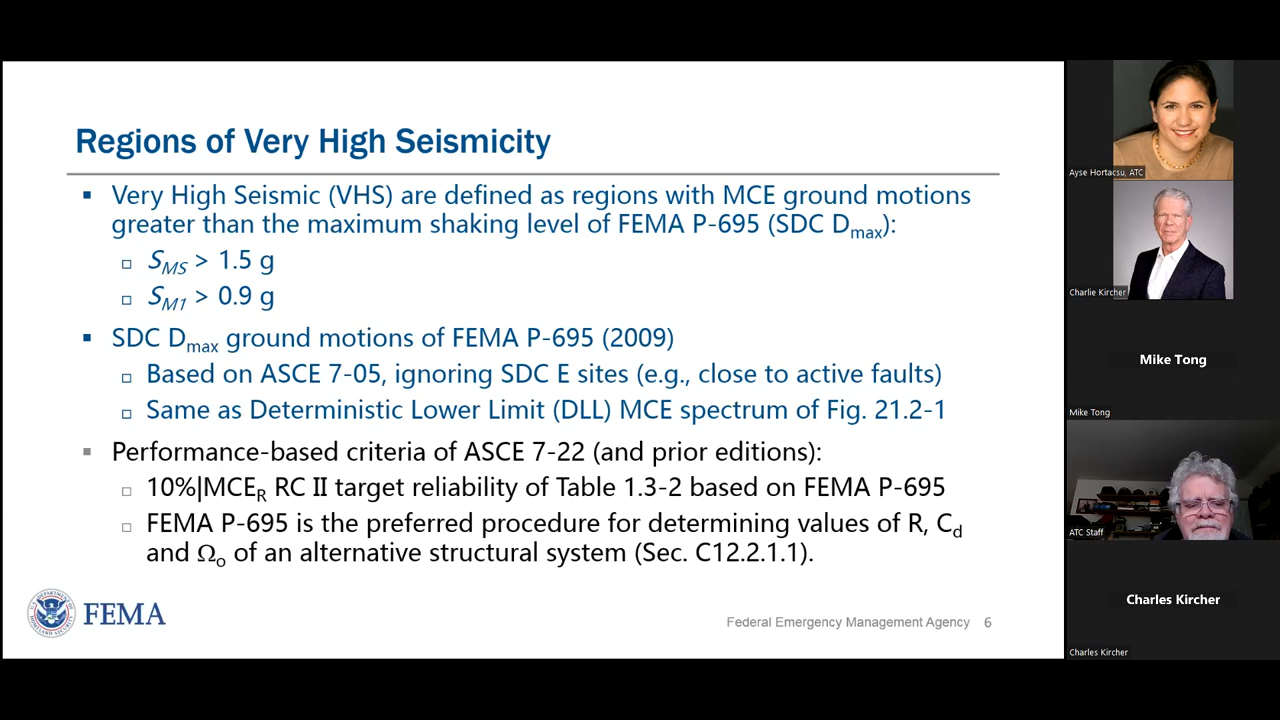 Regions of Very High Seismicity
▪ Very High Seismic (VHS) are defined as regions with MCE ground motions
greater than the maximum shaking level of FEMA P-695 (SDC Dmax):
□ SMS > 1.5 g
□ SM1 > 0.9 g
▪ SDC Dmax ground motions of FEMA P-695 (2009)
□ Based on ASCE 7-05, ignoring SDC E sites (e.g., close to active faults)
□ Same as Deterministic Lower Limit (DLL) MCE spectrum of Fig. 21.2-1
▪ Performance-based criteria of ASCE 7-22 (and prior editions):
□ 10%|MCER RC II target reliability of Table 1.3-2 based on FEMA P-695
□ FEMA P-695 is the preferred procedure for determining values of R, Cd
and Ωo of an alternative structural system (Sec. C12.2.1.1).
FEMA
Federal Emergency Management Agency 6
Ayse Hortacsu, ATC
Charlie Kircher
Mike Tong
Mike Tong
ATC Staff
Charles Kircher
Charles Kircher